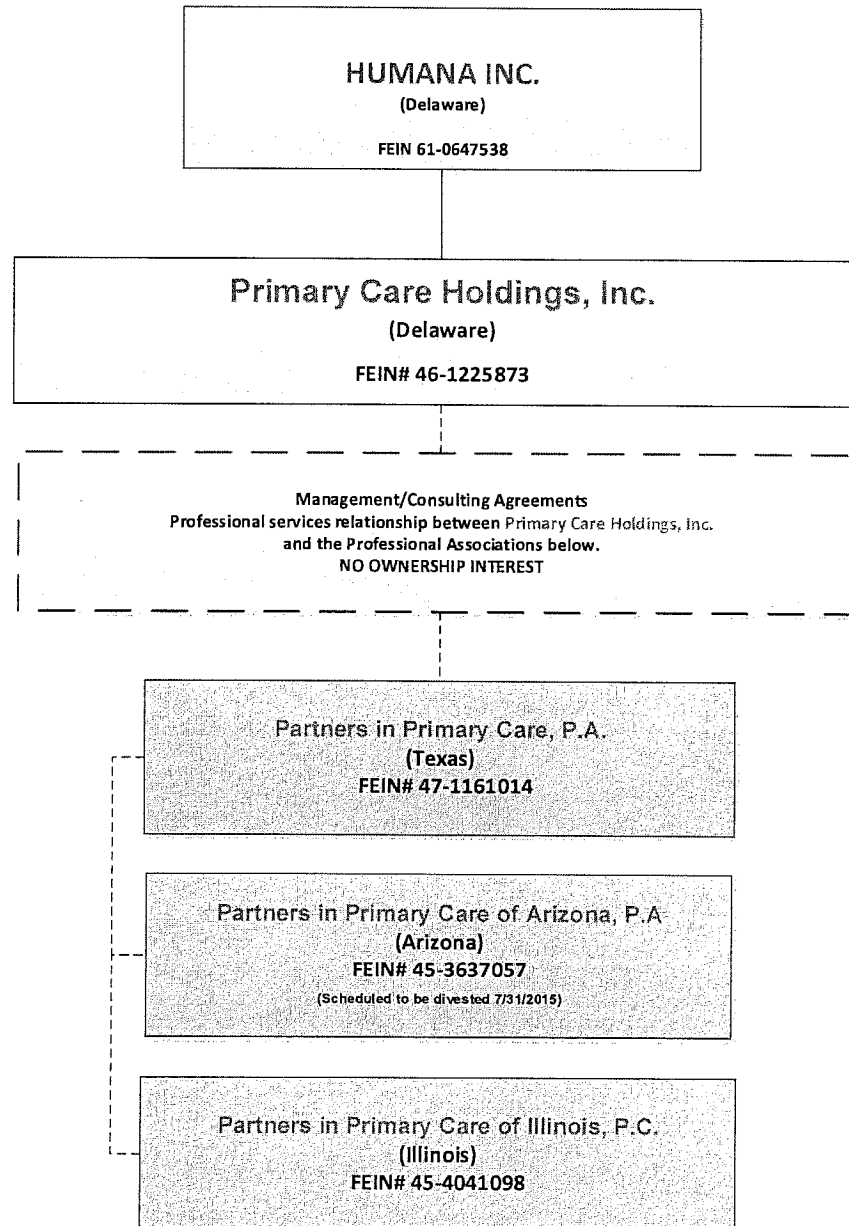 HUMANA INC.
(Delaware)
FEIN 61-0647538
Primary Care Holdings, Inc.
(Delaware)
FEIN# 46-1225873
Management/Consulting Agreements
Professional services relationship between Primary Care Holdings, Inc.
and the Professional Associations below.
NO OWNERSHIP INTEREST
Partners in Primary Care, P.A.
(Texas)
FEIN# 47-1161014
Partners in Primary Care of Arizona, P.A
(Arizona)
FEIN# 45-3637057
(Scheduled to be divested 7/31/2015)
Partners in Primary Care of Illinois, P.C.
(Illinois)
FEIN# 45-4041098